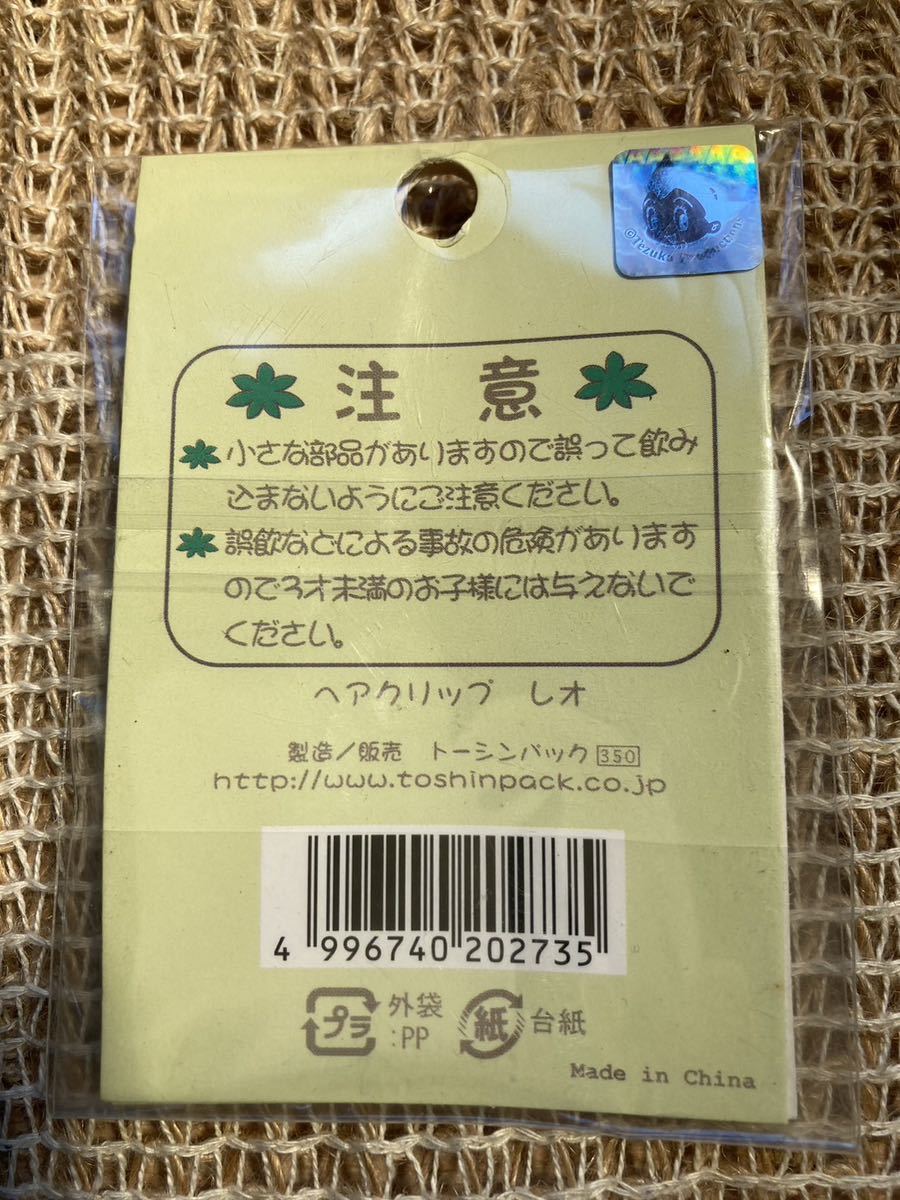 ©Tezuka Productions
注 意
小さな部品がありますので誤って飲み
込まないようにご注意ください。
誤飲などによる事故の危険があります
ので3才未満のお子様には与えないで
ください。
ヘアクリップ レオ
製造／販売 トーシンパック 350
http://www.toshinpack.co.jp
4 996740 202735
プラ 外袋
:PP
紙 台紙
Made in China